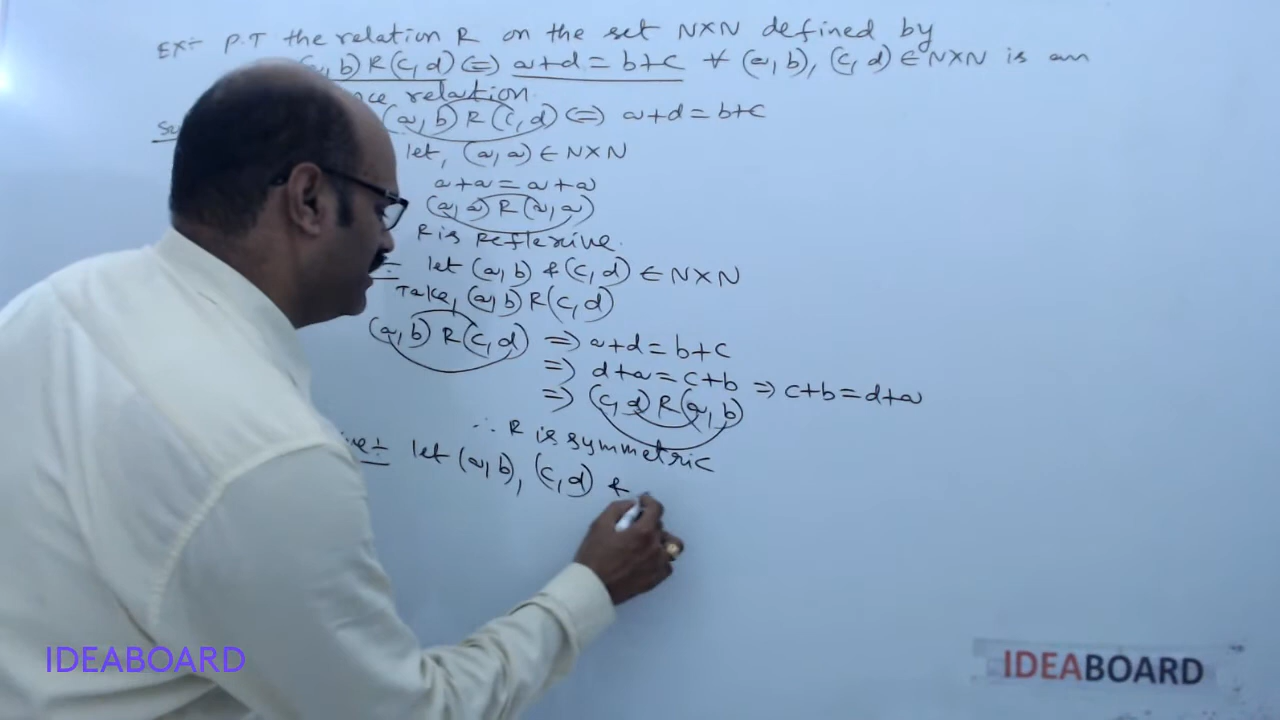 Ex:- P.T the relation R on the set N×N defined by
, b) R (c, d) ⇔ a+d = b+c ∀ (a, b), (c, d) ∈ N×N is an
relation.
(a, b) R (c, d) ⇔ a+d = b+c
let, (a, a) ∈ N×N
a+a = a+a
(a, a) R (a, a)
R is Reflexive.
let (a, b) & (c, d) ∈ N×N
Take, (a, b) R (c, d)
(a, b) R (c, d) ⇒ a+d = b+c
⇒ d+a = c+b ⇒ c+b = d+a
⇒ (c, d) R (a, b)
∴ R is symmetric
let (a, b), (c, d) &
IDEABOARD
IDEABOARD